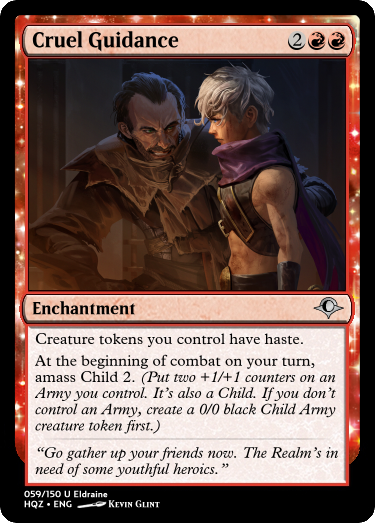 Cruel Guidance 2
Enchantment
Creature tokens you control have haste.
At the beginning of combat on your turn,
amass Child 2. (Put two +1/+1 counters on an
Army you control. It's also a Child. If you don't
control an Army, create a 0/0 black Child Army
creature token first.)
“Go gather up your friends now. The Realm's in
need of some youthful heroics.”
059/150 U Eldraine
HQZ • ENG Kevin Glint